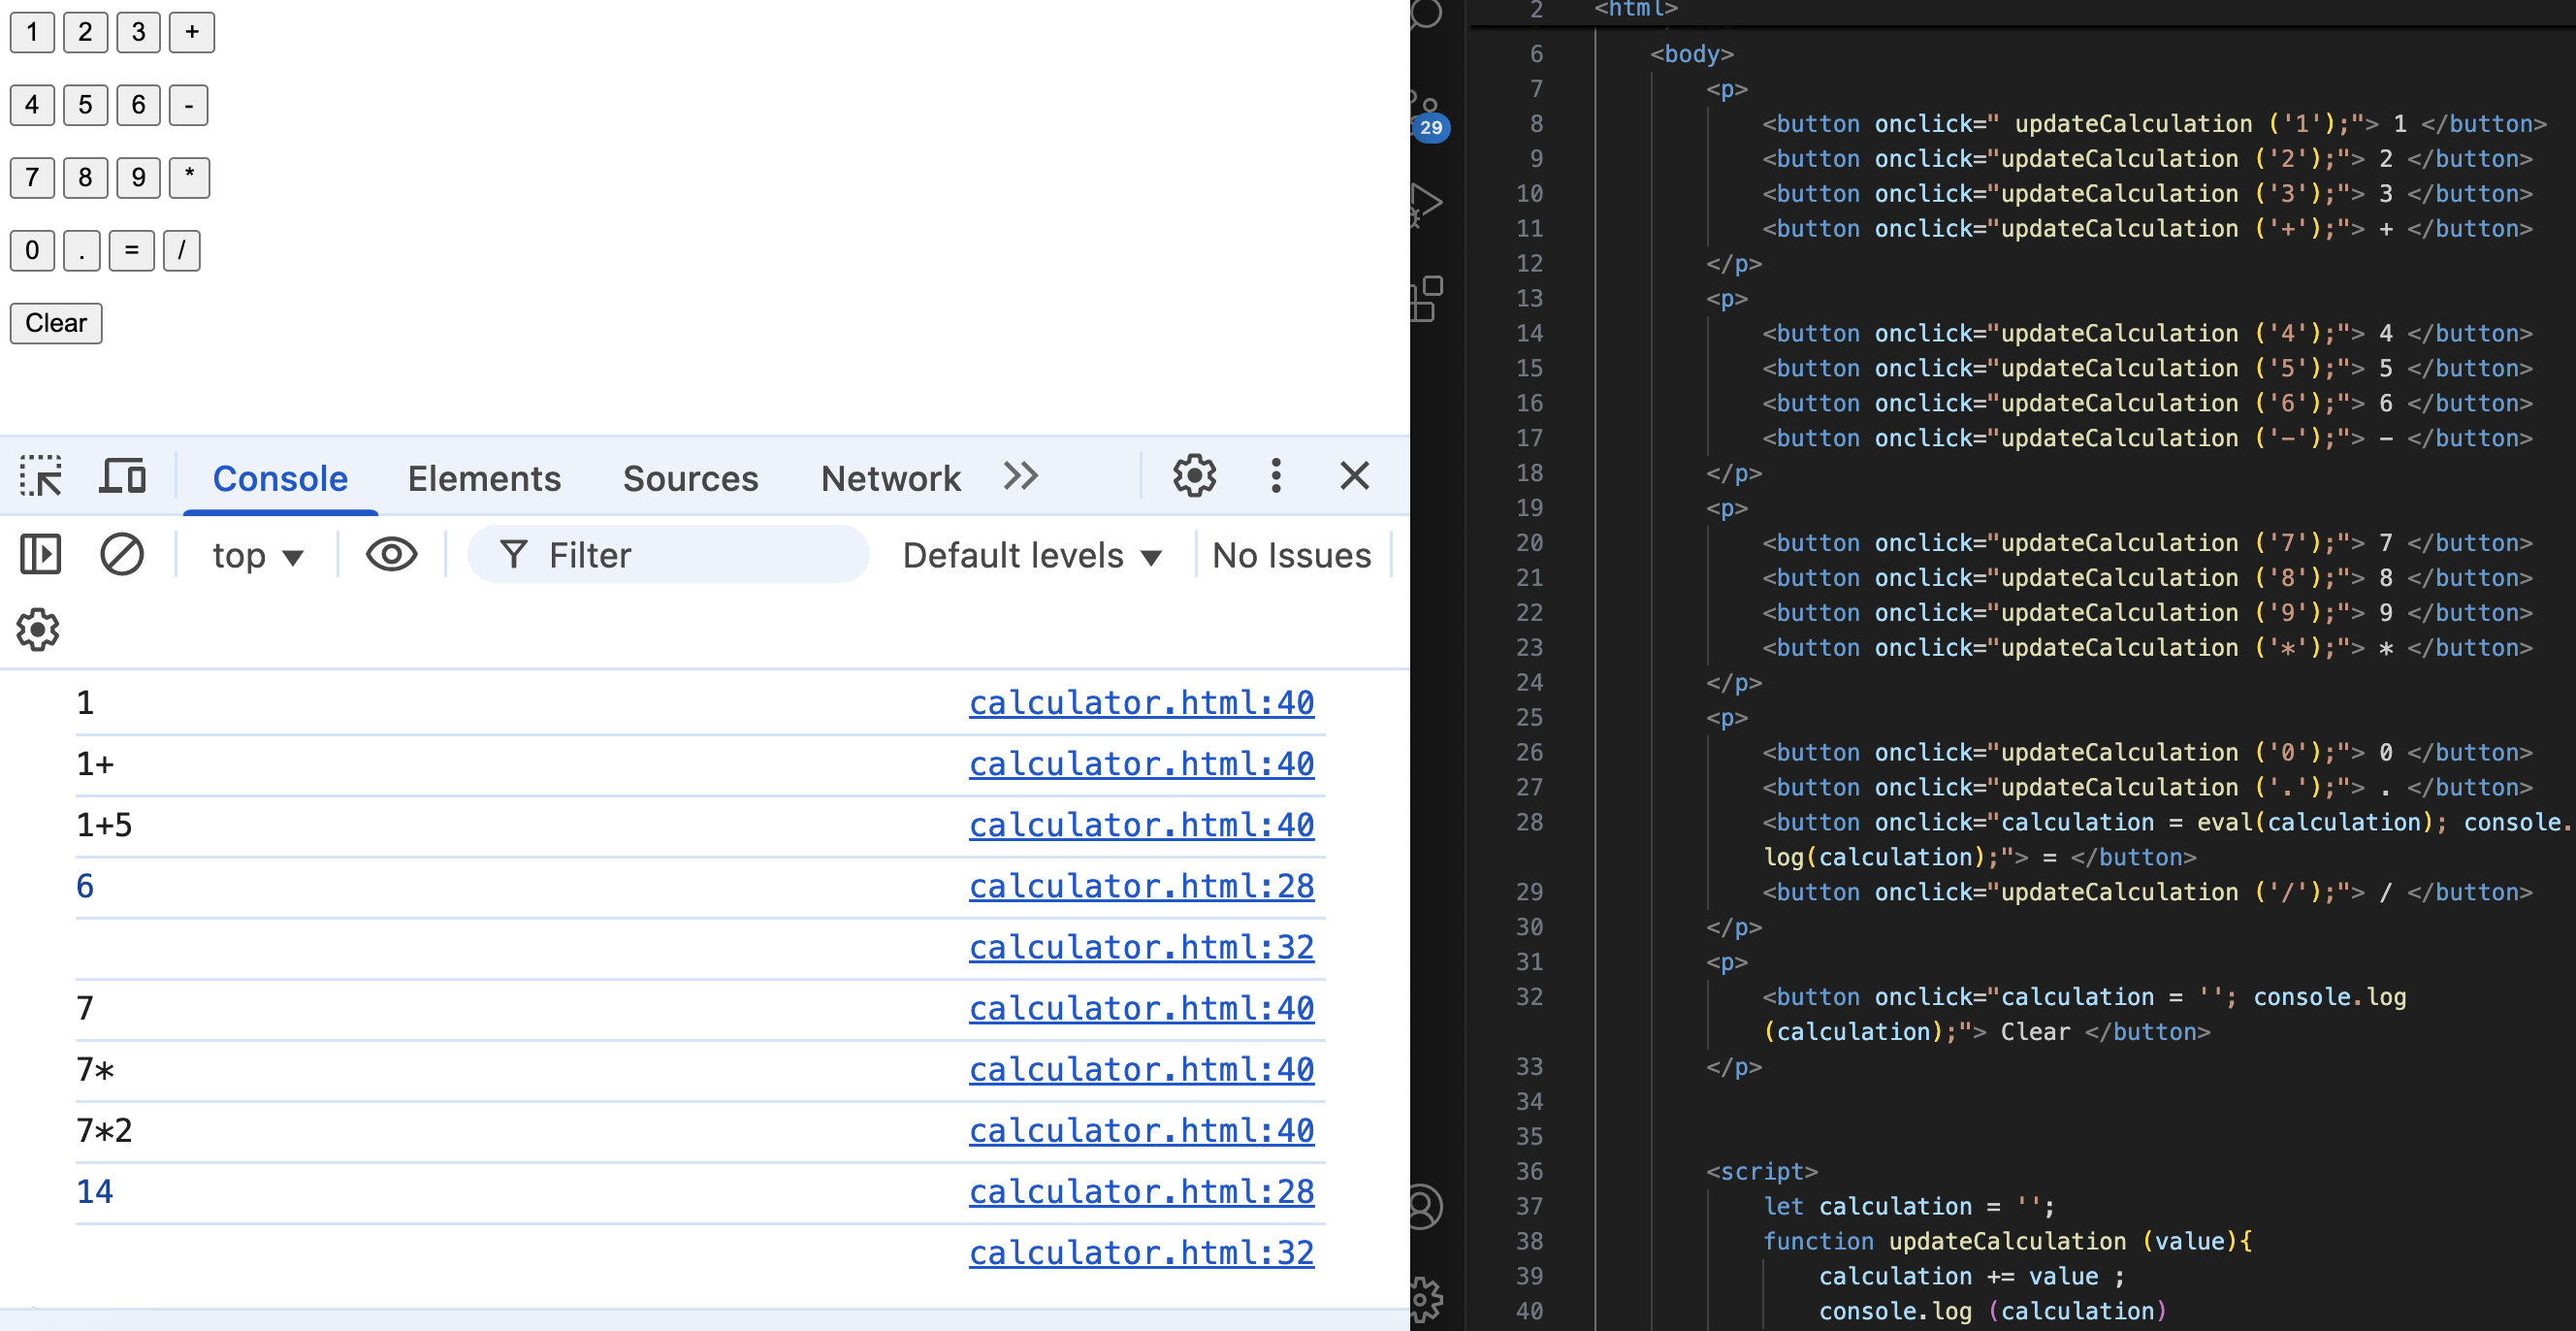 1 2 3 +
4 5 6 -
7 8 9 *
0 . = /
Clear
Console Elements Sources Network
top Filter Default levels No Issues
1 calculator.html:40
1+ calculator.html:40
1+5 calculator.html:40
6 calculator.html:28
calculator.html:32
7 calculator.html:40
7* calculator.html:40
7*2 calculator.html:40
14 calculator.html:28
calculator.html:32
29
2 <html>
6 <body>
7 <p>
8 <button onclick=" updateCalculation ('1');"> 1 </button>
9 <button onclick="updateCalculation ('2');"> 2 </button>
10 <button onclick="updateCalculation ('3');"> 3 </button>
11 <button onclick="updateCalculation ('+');"> + </button>
12 </p>
13 <p>
14 <button onclick="updateCalculation ('4');"> 4 </button>
15 <button onclick="updateCalculation ('5');"> 5 </button>
16 <button onclick="updateCalculation ('6');"> 6 </button>
17 <button onclick="updateCalculation ('-');"> - </button>
18 </p>
19 <p>
20 <button onclick="updateCalculation ('7');"> 7 </button>
21 <button onclick="updateCalculation ('8');"> 8 </button>
22 <button onclick="updateCalculation ('9');"> 9 </button>
23 <button onclick="updateCalculation ('*');"> * </button>
24 </p>
25 <p>
26 <button onclick="updateCalculation ('0');"> 0 </button>
27 <button onclick="updateCalculation ('.');"> . </button>
28 <button onclick="calculation = eval(calculation); console.
log(calculation);"> = </button>
29 <button onclick="updateCalculation ('/');"> / </button>
30 </p>
31 <p>
32 <button onclick="calculation = ''; console.log
(calculation);"> Clear </button>
33 </p>
34
35
36 <script>
37 let calculation = '';
38 function updateCalculation (value){
39 calculation += value ;
40 console.log (calculation)